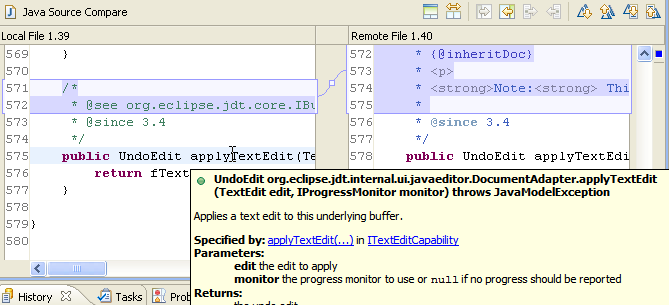 Java Source Compare
Local File 1.39
Remote File 1.40
569 }
570
571 /*
572 * @see org.eclipse.jdt.core.IBu
573 * @since 3.4
574 */
575 public UndoEdit applyTextEdit(Te
576 return fText
577 }
578
579 }
580
572 * {@inheritDoc}
573 * <p>
574 * <strong>Note:<strong> Thi
575 *
576 * @since 3.4
577 */
578 public UndoEdit applyTextEdi
UndoEdit org.eclipse.jdt.internal.ui.javaeditor.DocumentAdapter.applyTextEdit
(TextEdit edit, IProgressMonitor monitor) throws JavaModelException
Applies a text edit to this underlying buffer.
Specified by: applyTextEdit(...) in ITextEditCapability
Parameters:
edit the edit to apply
monitor the progress monitor to use or null if no progress should be reported
Returns:
the undo edit
History
Tasks
Prob